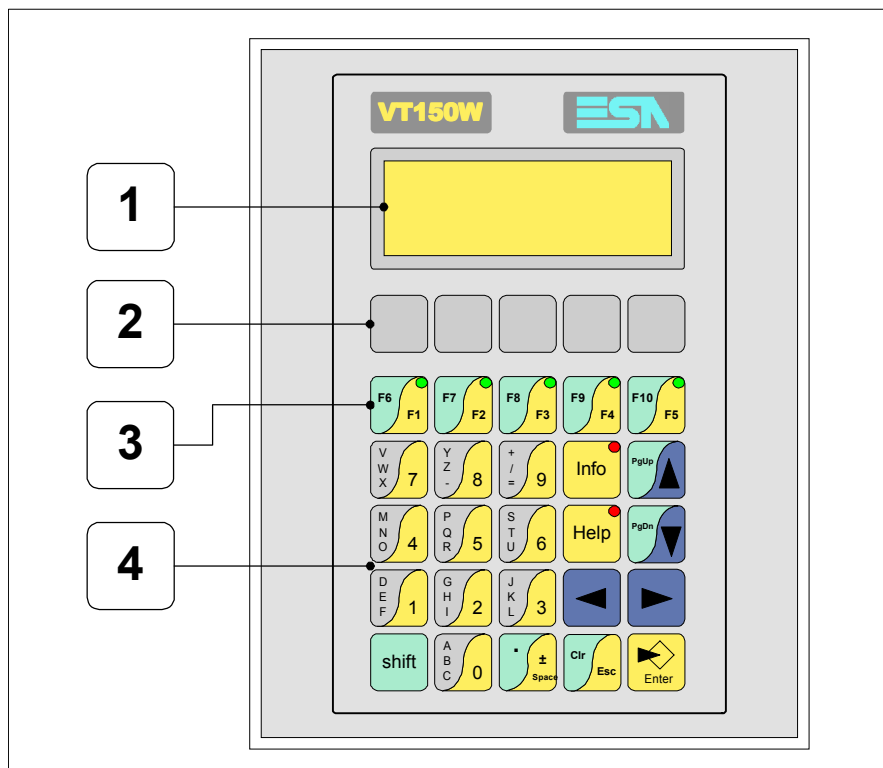 VT150W ESA
1
2
3
4
F6 F1 F7 F2 F8 F3 F9 F4 F10 F5
V W X 7 Y Z - 8 + / = 9 Info PgUp
M N O 4 P Q R 5 S T U 6 Help PgDn
D E F 1 G H I 2 J K L 3
shift A B C 0 . ± Space Clr Esc Enter